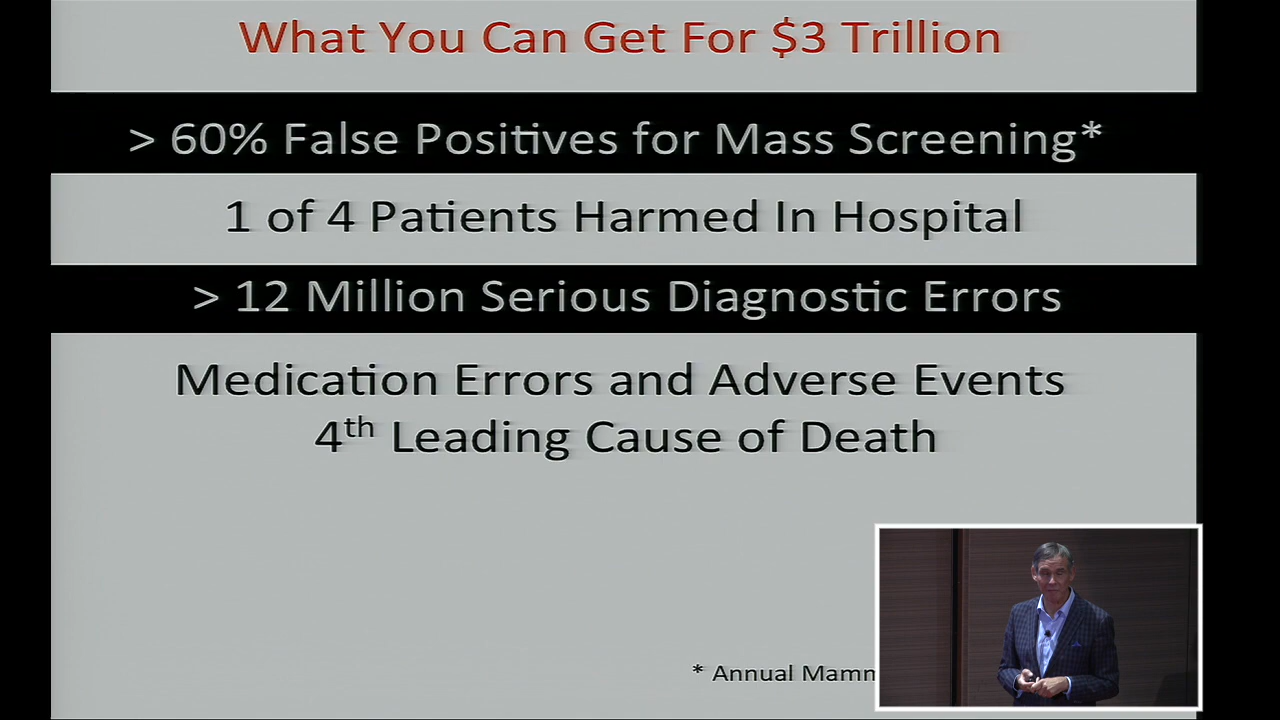 What You Can Get For $3 Trillion
> 60% False Positives for Mass Screening*
1 of 4 Patients Harmed In Hospital
> 12 Million Serious Diagnostic Errors
Medication Errors and Adverse Events
4th Leading Cause of Death
* Annual